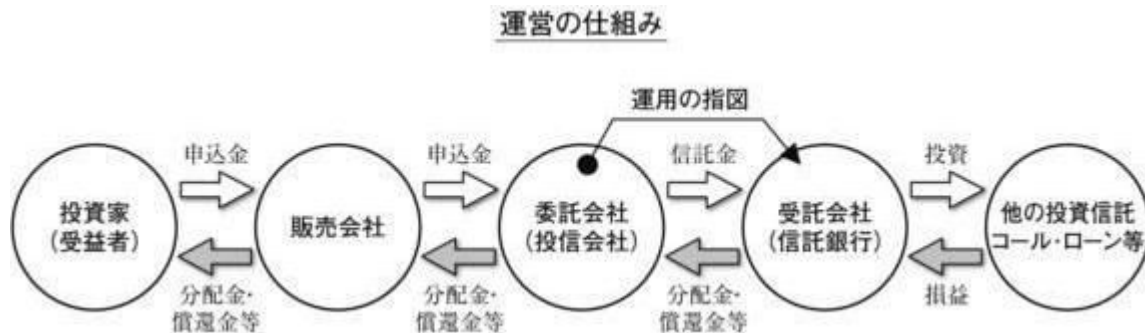 運営の仕組み
運用の指図
申込金
申込金
信託金
投資
投資家
(受益者)
販売会社
委託会社
(投信会社)
受託会社
(信託銀行)
他の投資信託
コール・ローン等
分配金・
償還金等
分配金・
償還金等
分配金・
償還金等
損益